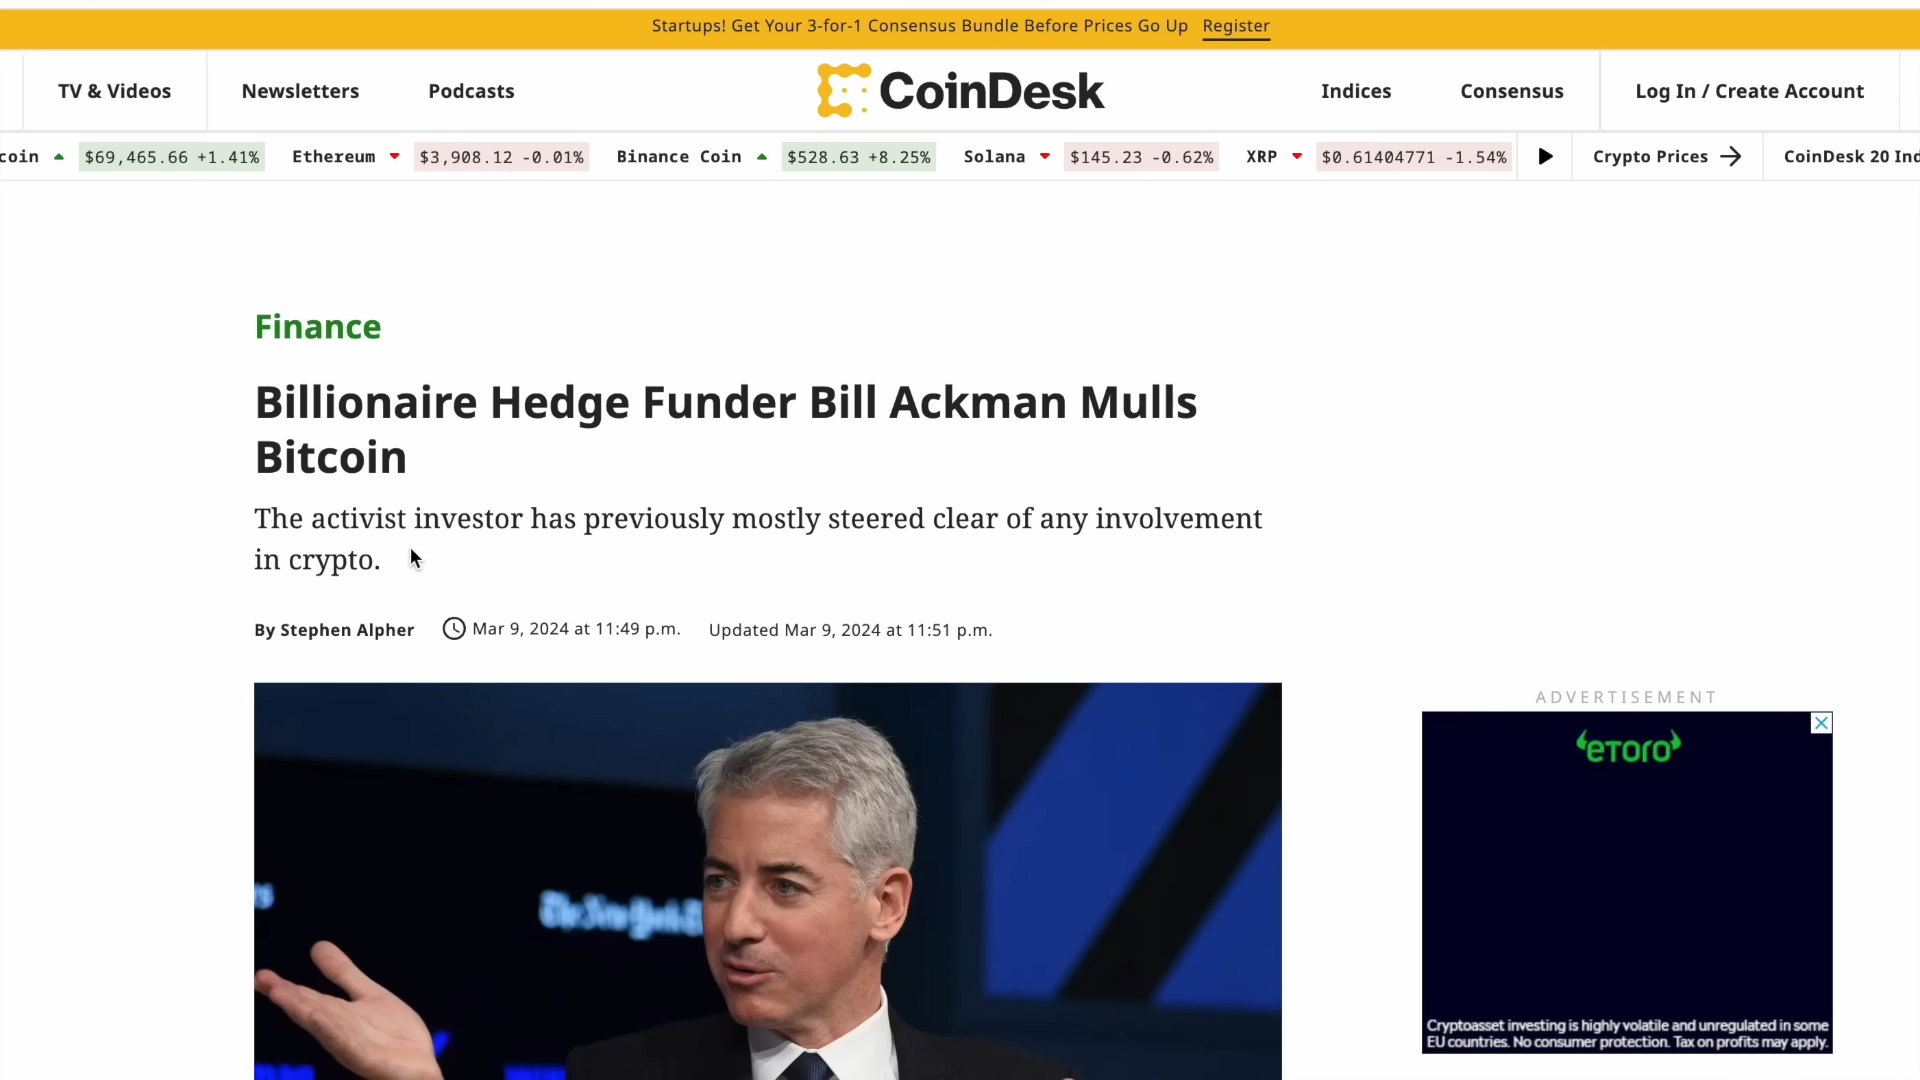 Startups! Get Your 3-for-1 Consensus Bundle Before Prices Go Up Register
TV & Videos Newsletters Podcasts CoinDesk Indices Consensus Log In / Create Account
coin $69,465.66 +1.41% Ethereum $3,908.12 -0.01% Binance Coin $528.63 +8.25% Solana $145.23 -0.62% XRP $0.61404771 -1.54% Crypto Prices CoinDesk 20 Ind
Finance
Billionaire Hedge Funder Bill Ackman Mulls
Bitcoin
The activist investor has previously mostly steered clear of any involvement
in crypto.
By Stephen Alpher Mar 9, 2024 at 11:49 p.m. Updated Mar 9, 2024 at 11:51 p.m.
ADVERTISEMENT
eToro
Cryptoasset investing is highly volatile and unregulated in some
EU countries. No consumer protection. Tax on profits may apply.